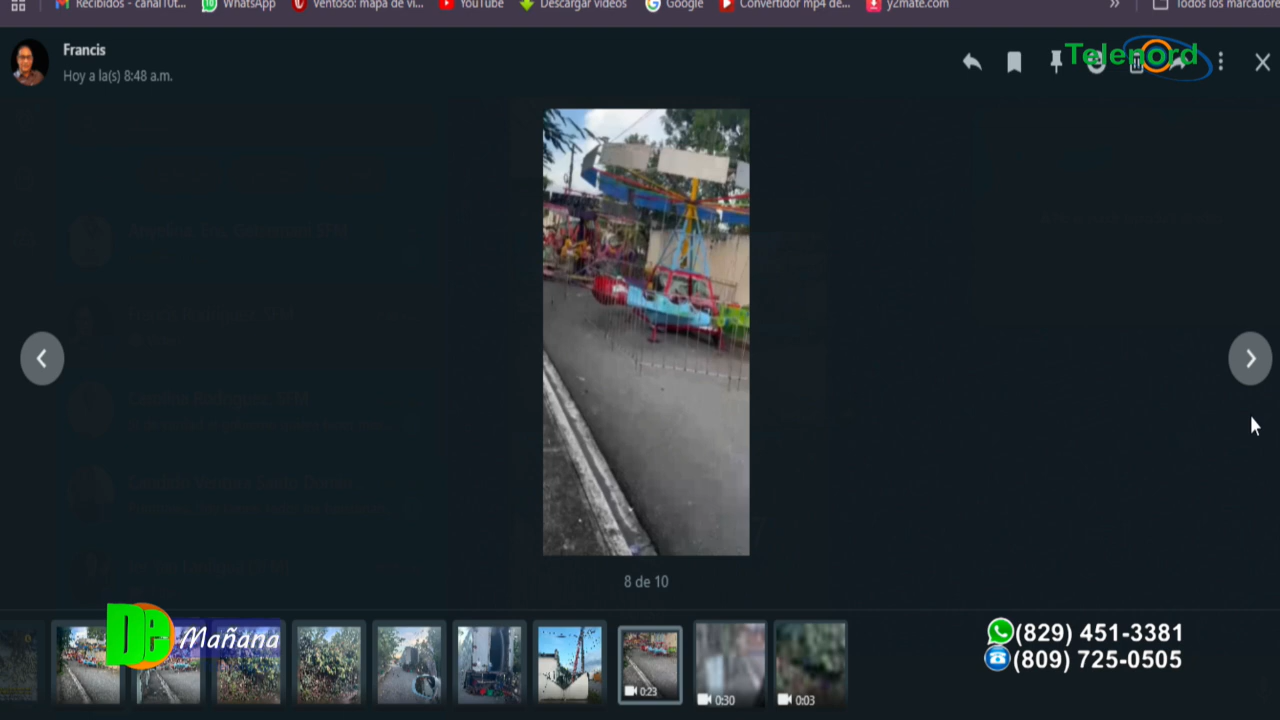 Recibidos - canal10t...
WhatsApp
Ventoso: mapa de vi...
YouTube
Descargar videos
Google
Convertidor mp4 de...
y2mate.com
»
Todos los marcadore
Francis
Hoy a la(s) 8:48 a.m.
Telenord
8 de 10
De
Mañana
0:23
0:30
0:03
(829) 451-3381
(809) 725-0505